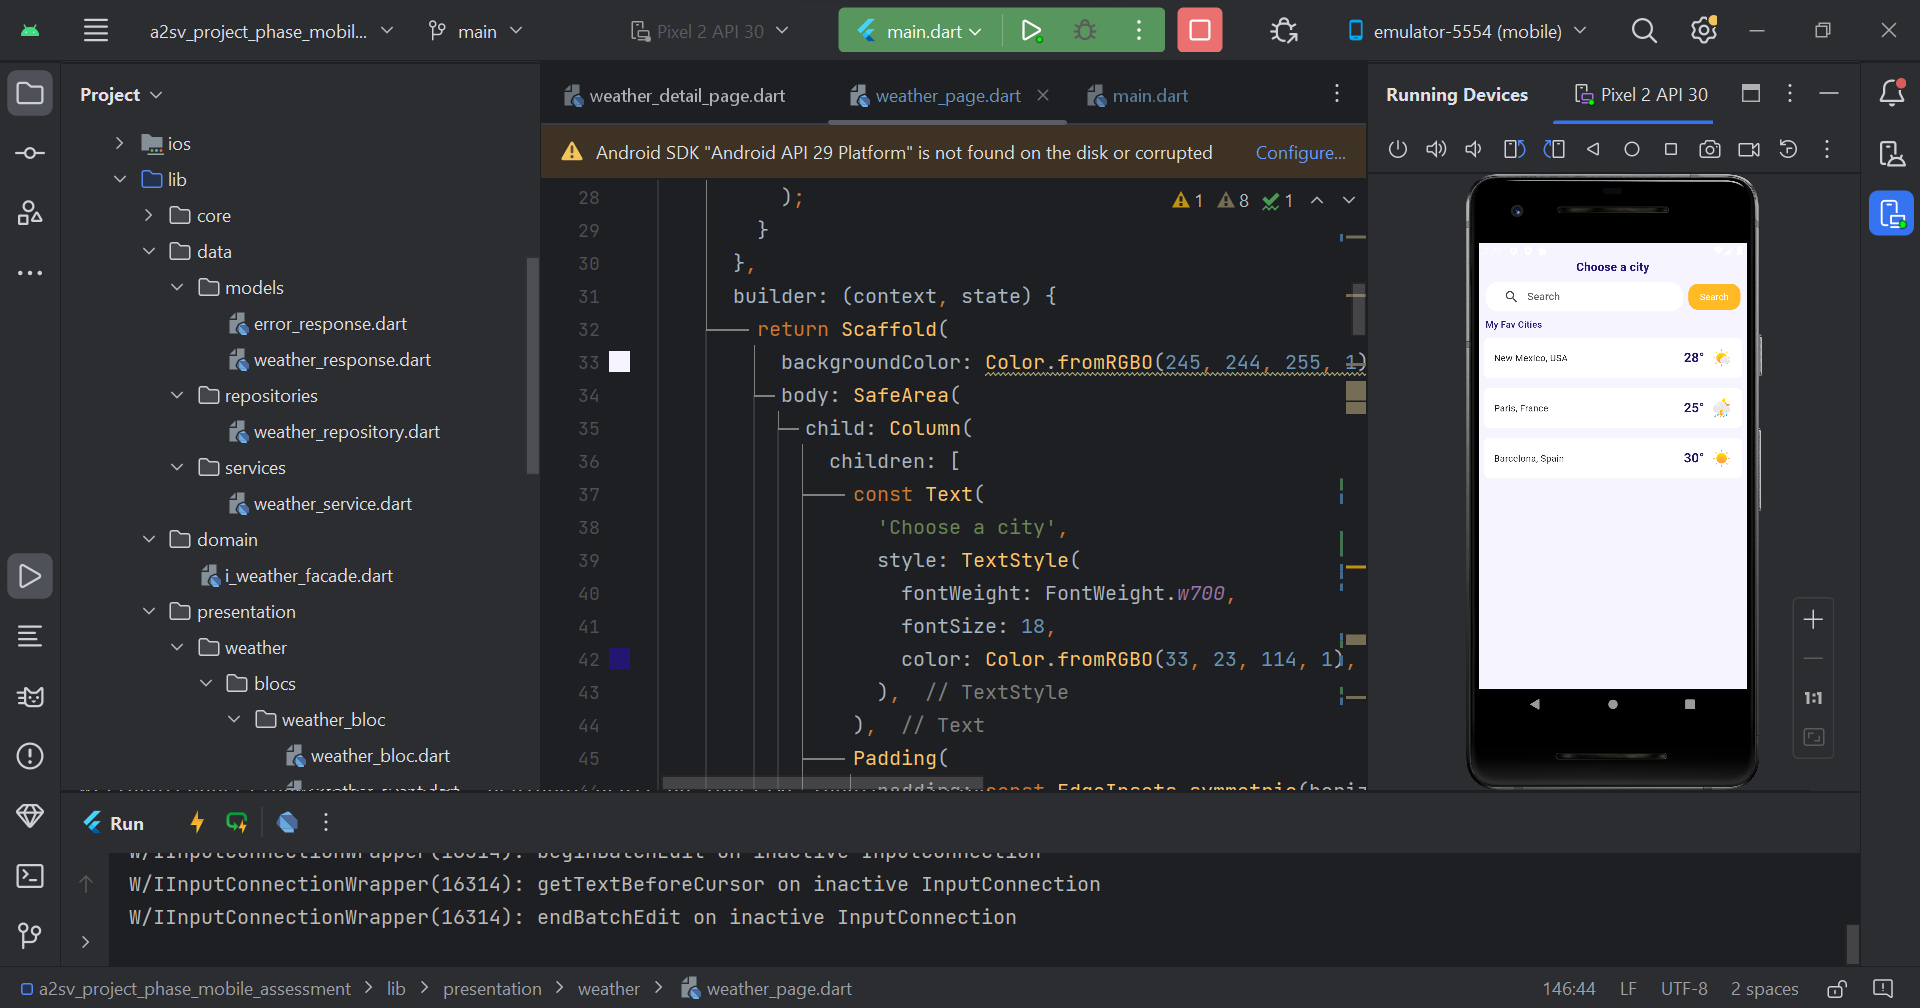 a2sv_project_phase_mobil...
main
Pixel 2 API 30
main.dart
emulator-5554 (mobile)
Project
ios
lib
core
data
models
error_response.dart
weather_response.dart
repositories
weather_repository.dart
services
weather_service.dart
domain
i_weather_facade.dart
presentation
weather
blocs
weather_bloc
weather_bloc.dart
weather_detail_page.dart
weather_page.dart
main.dart
Android SDK "Android API 29 Platform" is not found on the disk or corrupted
Configure...
1 8 1
28 );
29 }
30 },
31 builder: (context, state) {
32 return Scaffold(
33 backgroundColor: Color.fromRGBO(245, 244, 255, 1)
34 body: SafeArea(
35 child: Column(
36 children: [
37 const Text(
38 'Choose a city',
39 style: TextStyle(
40 fontWeight: FontWeight.w700,
41 fontSize: 18,
42 color: Color.fromRGBO(33, 23, 114, 1),
43 ), // TextStyle
44 ), // Text
45 Padding(
const EdgeInsets.symmetric(horiz
Running Devices
Pixel 2 API 30
Choose a city
Search
Search
My Fav Cities
New Mexico, USA
28°
Paris, France
25°
Barcelona, Spain
30°
1:1
Run
W/IInputConnectionWrapper(16314): beginBatchEdit on inactive InputConnection
W/IInputConnectionWrapper(16314): getTextBeforeCursor on inactive InputConnection
W/IInputConnectionWrapper(16314): endBatchEdit on inactive InputConnection
a2sv_project_phase_mobile_assessment > lib > presentation > weather > weather_page.dart
146:44
LF
UTF-8
2 spaces